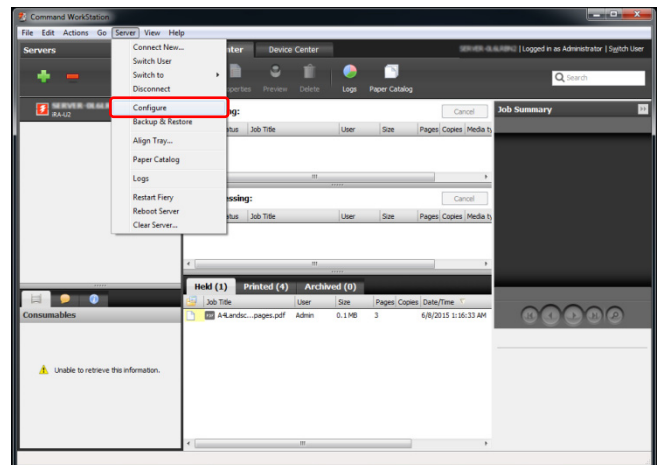 Command WorkStation
File Edit Actions Go Server View Help
Servers
Device Center
| Logged in as Administrator | Switch User
Connect New...
Switch User
Switch to
Disconnect
Configure
Backup & Restore
Align Tray...
Paper Catalog
Logs
Restart Fiery
Reboot Server
Clear Server...
Preview Delete Logs Paper Catalog
Search
IRA-U2
Cancel
Job Summary
Job Title User Size Pages Copies Media ty
Cancel
Job Title User Size Pages Copies Media ty
Held (1) Printed (4) Archived (0)
Job Title User Size Pages Copies Date/Time
A4Landsc...pages.pdf Admin 0.1 MB 3 6/8/2015 1:16:33 AM
Consumables
Unable to retrieve this information.